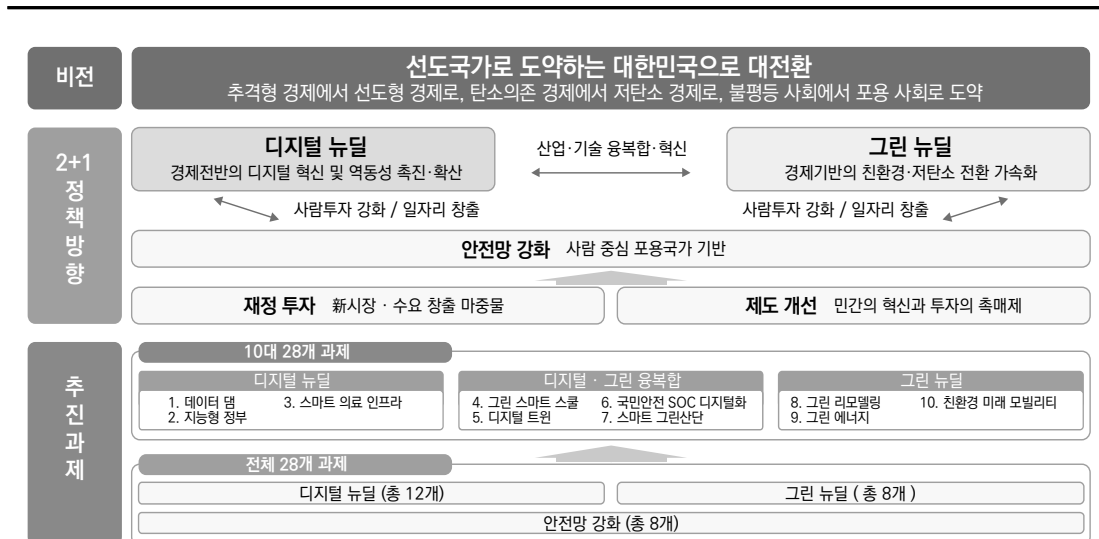 비전
선도국가로 도약하는 대한민국으로 대전환
추격형 경제에서 선도형 경제로, 탄소의존 경제에서 저탄소 경제로, 불평등 사회에서 포용 사회로 도약
2+1
정
책
방
향
디지털 뉴딜
경제전반의 디지털 혁신 및 역동성 촉진·확산
산업·기술 융복합·혁신
그린 뉴딜
경제기반의 친환경·저탄소 전환 가속화
사람투자 강화 / 일자리 창출
사람투자 강화 / 일자리 창출
안전망 강화 사람 중심 포용국가 기반
재정 투자 新시장 · 수요 창출 마중물
제도 개선 민간의 혁신과 투자의 촉매제
추
진
과
제
10대 28개 과제
디지털 뉴딜
1. 데이터 댐
2. 지능형 정부
3. 스마트 의료 인프라
디지털 · 그린 융복합
4. 그린 스마트 스쿨
5. 디지털 트윈
6. 국민안전 SOC 디지털화
7. 스마트 그린산단
그린 뉴딜
8. 그린 리모델링
9. 그린 에너지
10. 친환경 미래 모빌리티
전체 28개 과제
디지털 뉴딜 (총 12개)
그린 뉴딜 ( 총 8개 )
안전망 강화 (총 8개)